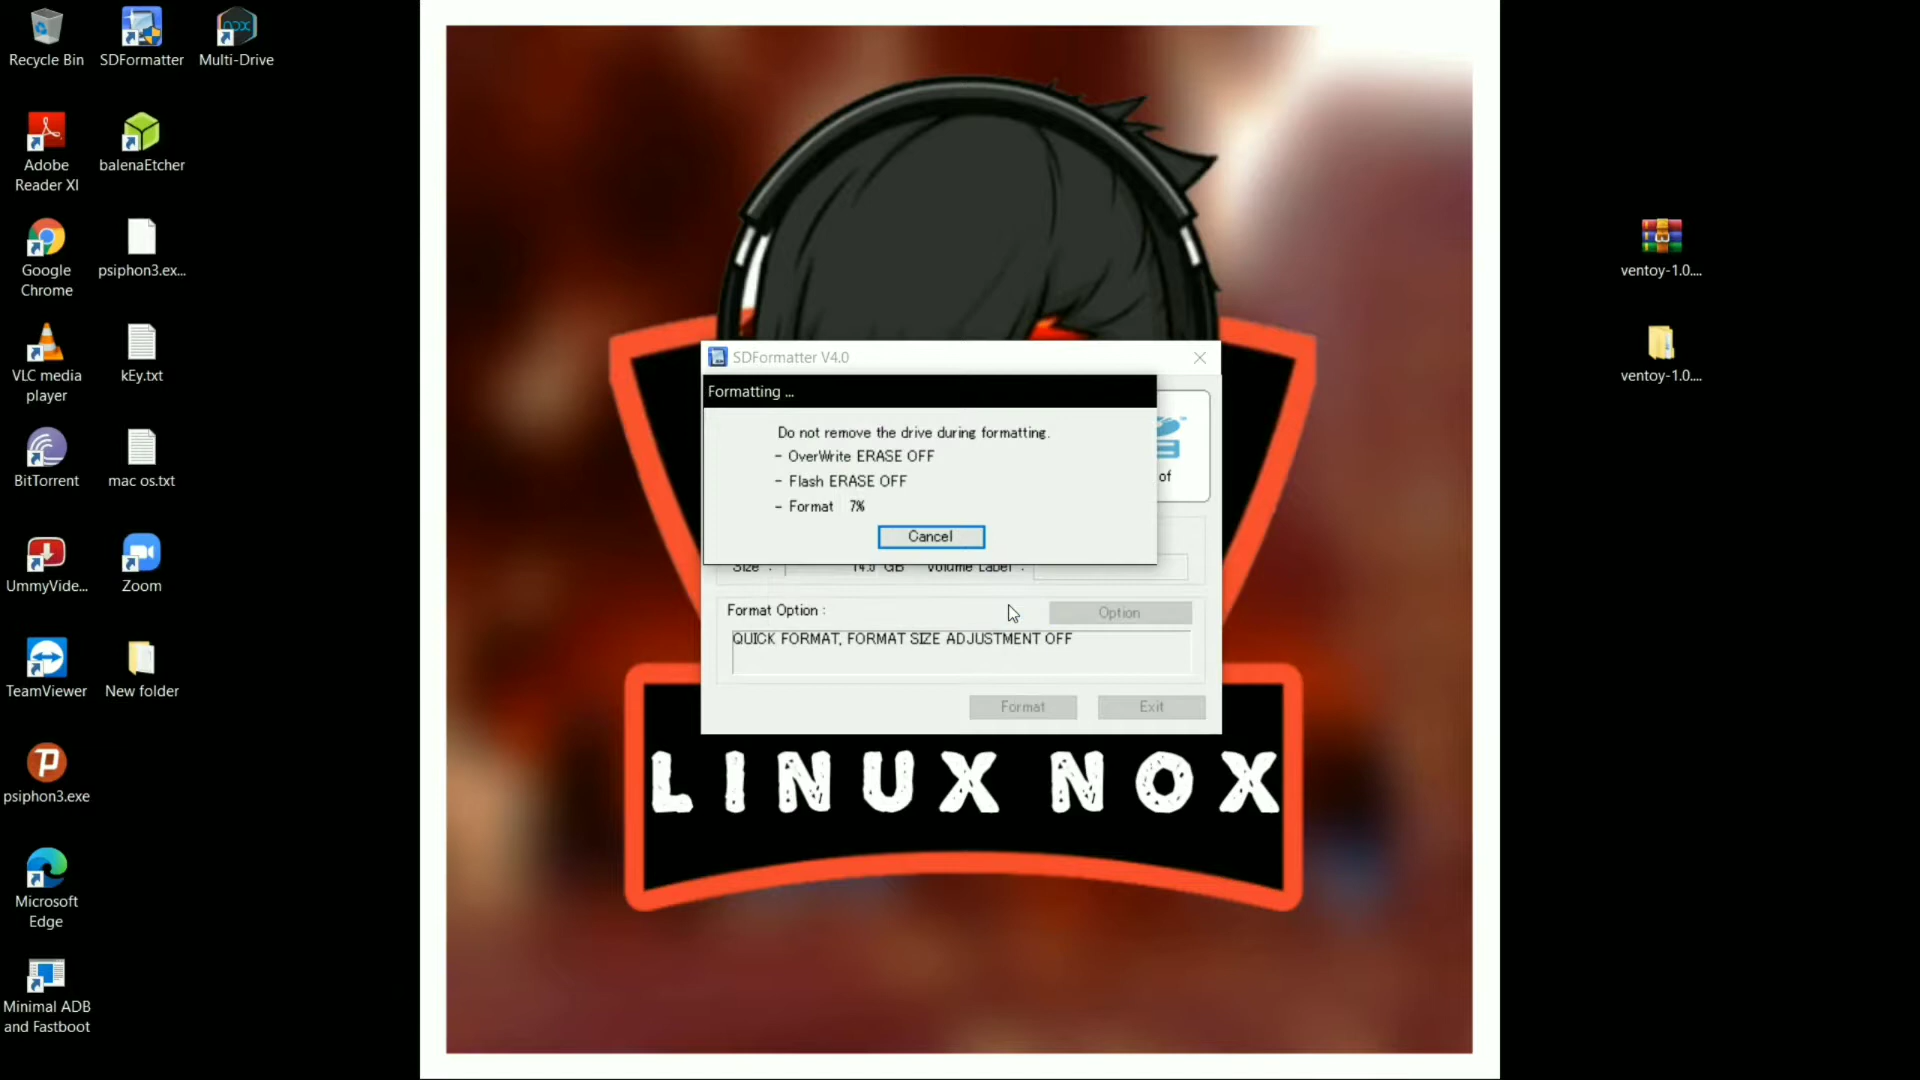 Recycle Bin
SDFormatter
Multi-Drive
Adobe
Reader XI
balenaEtcher
Google
Chrome
psiphon3.ex...
VLC media
player
kEy.txt
BitTorrent
mac os.txt
UmmyVide...
Zoom
TeamViewer
New folder
psiphon3.exe
Microsoft
Edge
Minimal ADB
and Fastboot
ventoy-1.0....
ventoy-1.0....
SDFormatter V4.0
Formatting ...
Do not remove the drive during formatting.
- OverWrite ERASE OFF
- Flash ERASE OFF
- Format 7%
Cancel
of
Size : GB Volume Label :
Format Option :
Option
QUICK FORMAT, FORMAT SIZE ADJUSTMENT OFF
Format
Exit
LINUX NOX